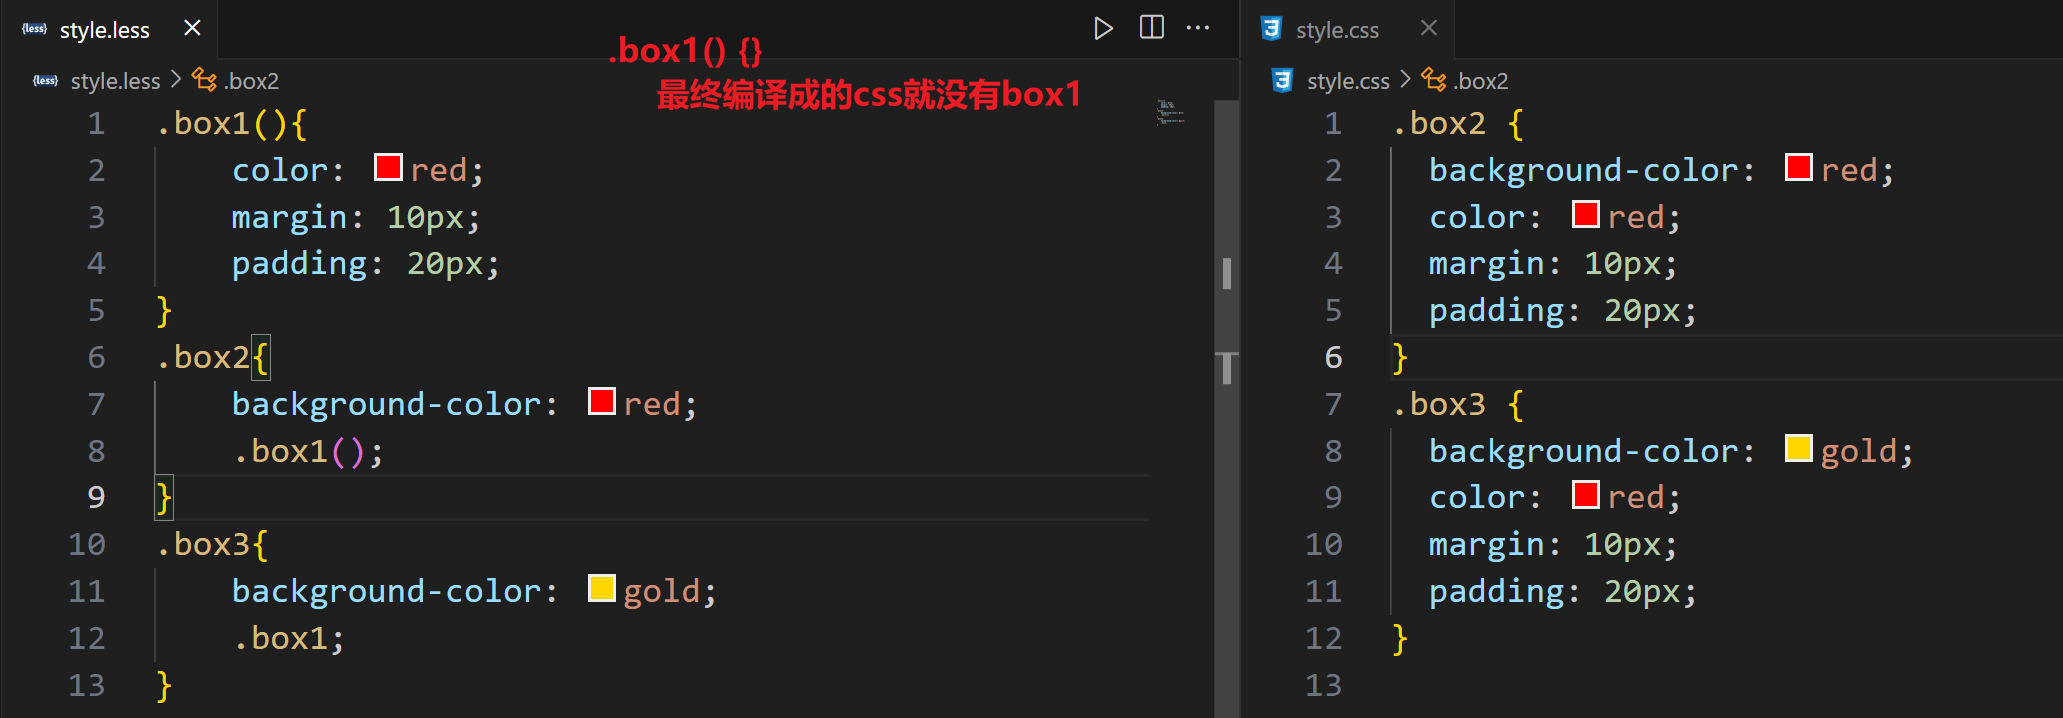 {less} style.less
.box1() {}
最终编译成的css就没有box1
{less} style.less > .box2
1 .box1(){
2 color: red;
3 margin: 10px;
4 padding: 20px;
5 }
6 .box2{
7 background-color: red;
8 .box1();
9 }
10 .box3{
11 background-color: gold;
12 .box1;
13 }
style.css
style.css > .box2
1 .box2 {
2 background-color: red;
3 color: red;
4 margin: 10px;
5 padding: 20px;
6 }
7 .box3 {
8 background-color: gold;
9 color: red;
10 margin: 10px;
11 padding: 20px;
12 }
13